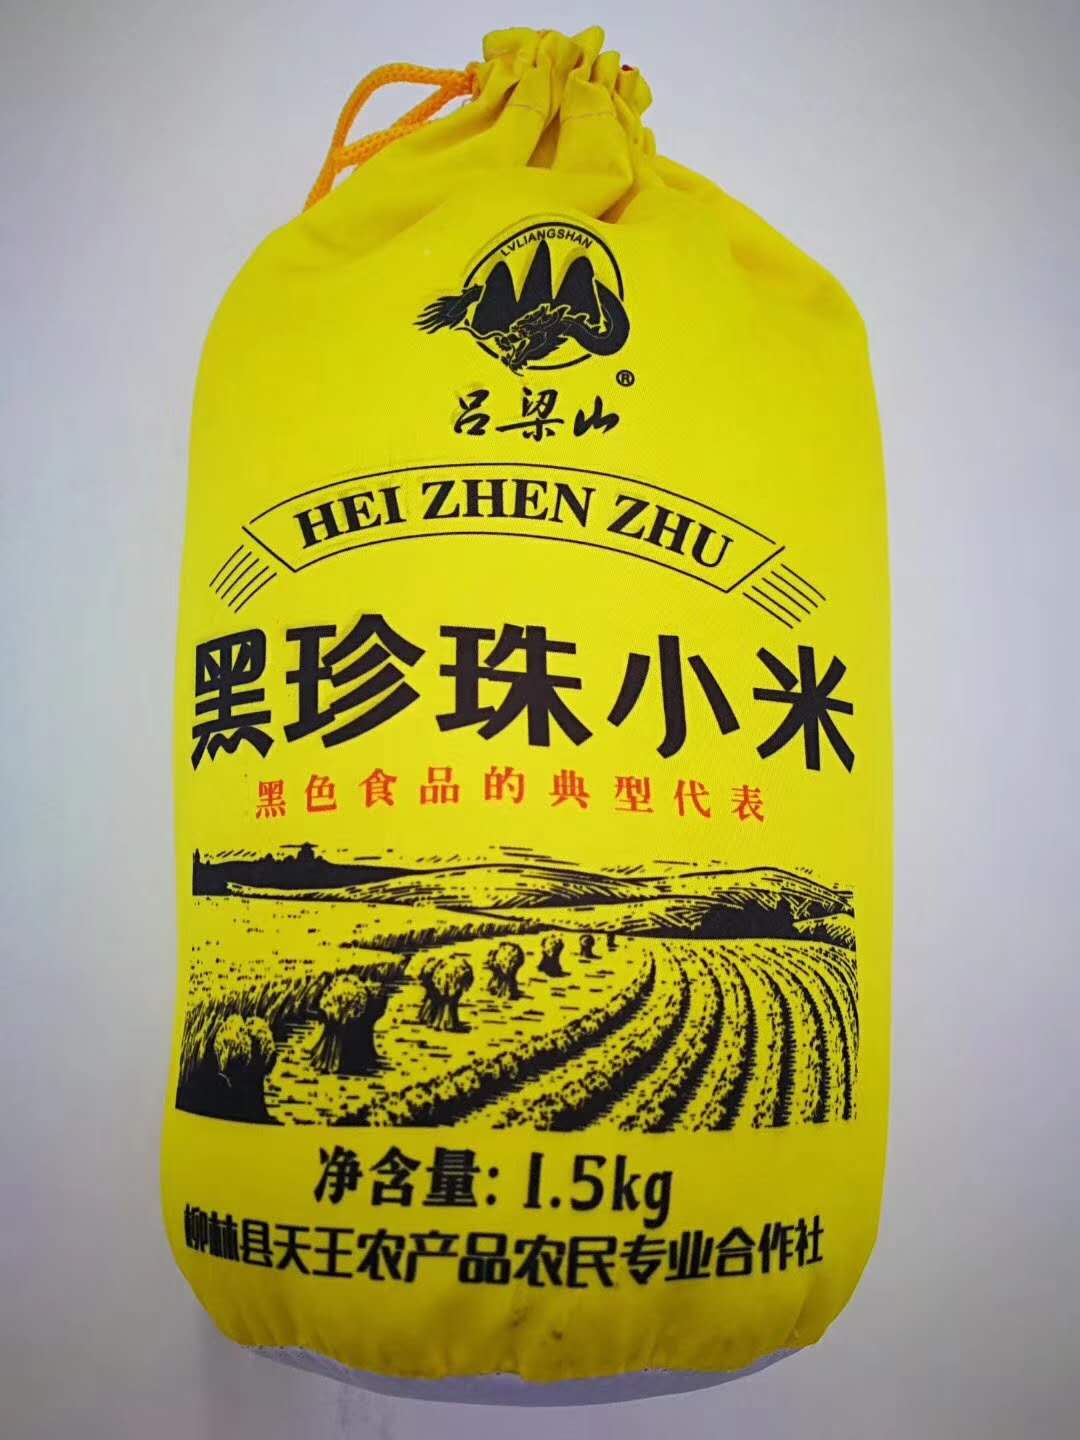 LVLIANGSHAN
®
吕梁山
HEI ZHEN ZHU
黑珍珠小米
黑色食品的典型代表
净含量: 1.5kg
柳林县天王农产品农民专业合作社